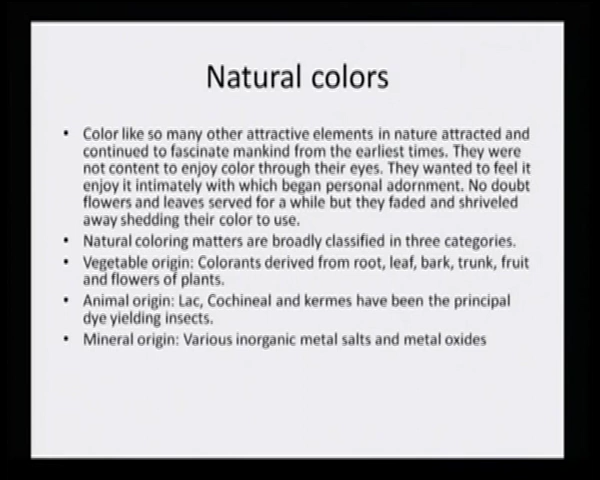 Natural colors
• Color like so many other attractive elements in nature attracted and
continued to fascinate mankind from the earliest times. They were
not content to enjoy color through their eyes. They wanted to feel it
enjoy it intimately with which began personal adornment. No doubt
flowers and leaves served for a while but they faded and shriveled
away shedding their color to use.
• Natural coloring matters are broadly classified in three categories.
• Vegetable origin: Colorants derived from root, leaf, bark, trunk, fruit
and flowers of plants.
• Animal origin: Lac, Cochineal and kermes have been the principal
dye yielding insects.
• Mineral origin: Various inorganic metal salts and metal oxides